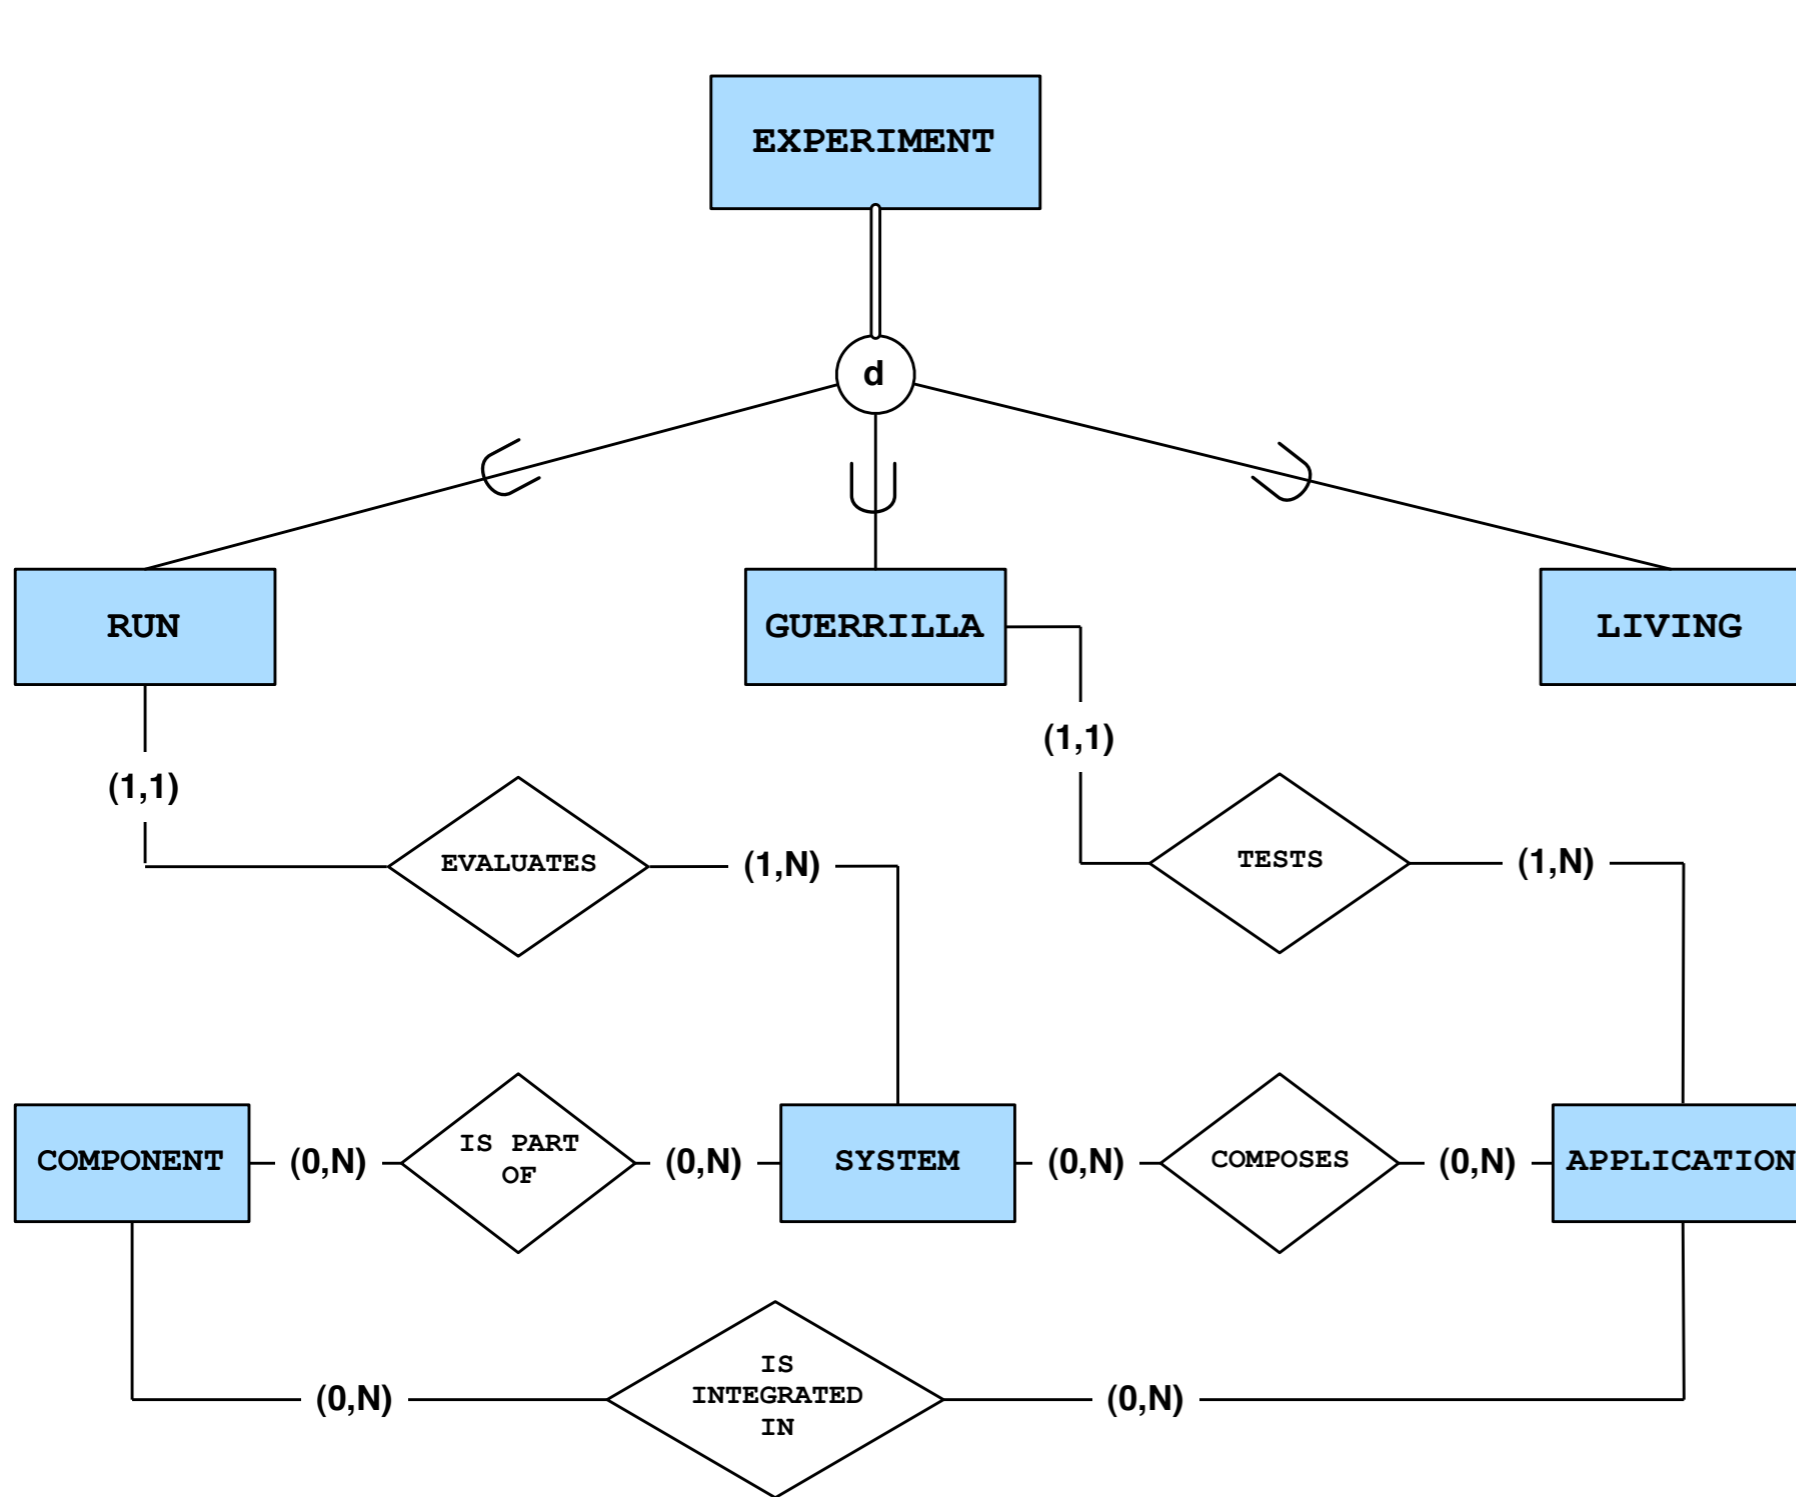 EXPERIMENT
d
RUN
GUERRILLA
LIVING
(1,1)
(1,1)
EVALUATES
(1,N)
TESTS
(1,N)
COMPONENT
(0,N)
IS PART
OF
(0,N)
SYSTEM
(0,N)
COMPOSES
(0,N)
APPLICATION
(0,N)
IS
INTEGRATED
IN
(0,N)